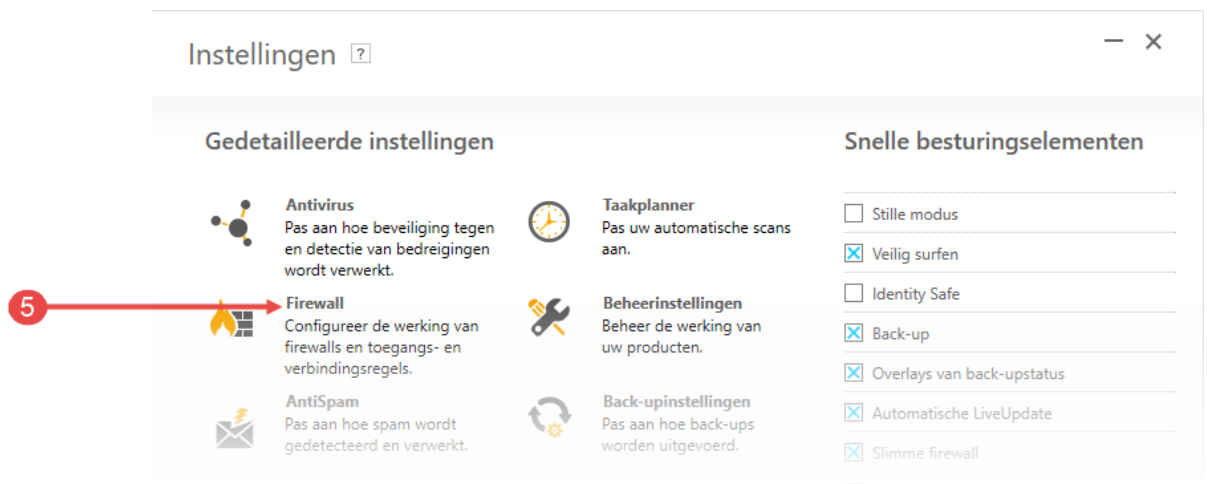 Instellingen ?
Gedetailleerde instellingen
Antivirus
Pas aan hoe beveiliging tegen
en detectie van bedreigingen
wordt verwerkt.
5
Firewall
Configureer de werking van
firewalls en toegangs- en
verbindingsregels.
AntiSpam
Pas aan hoe spam wordt
gedetecteerd en verwerkt.
Taakplanner
Pas uw automatische scans
aan.
Beheerinstellingen
Beheer de werking van
uw producten.
Back-upinstellingen
Pas aan hoe back-ups
worden uitgevoerd.
Snelle besturingselementen
Stille modus
Veilig surfen
Identity Safe
Back-up
Overlays van back-upstatus
Automatische LiveUpdate
Slimme firewall